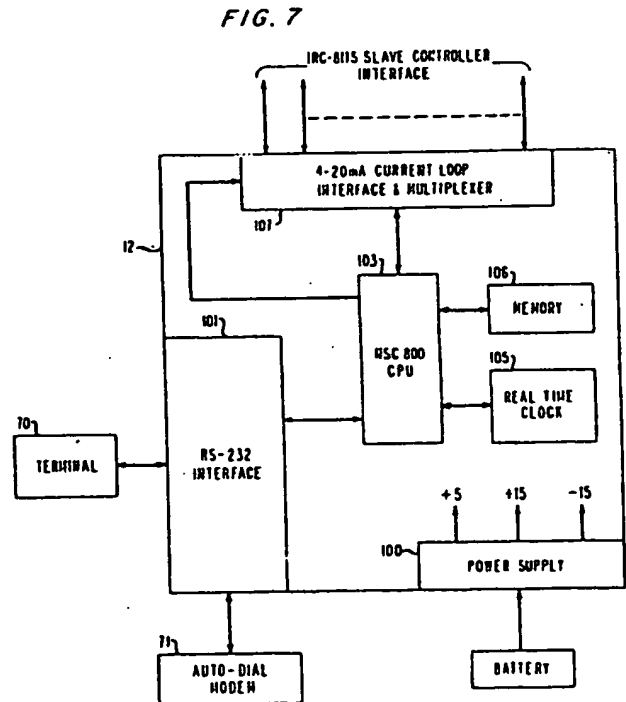 FIG. 7
IRC-8115 SLAVE CONTROLLER
INTERFACE
4-20mA CURRENT LOOP
INTERFACE & MULTIPLEXER
107
12
103
106
NSC 800
CPU
MEMORY
101
105
REAL TIME
CLOCK
70
TERMINAL
RS-232
INTERFACE
+5
+15
-15
100
POWER SUPPLY
71
AUTO-DIAL
MODEM
BATTERY